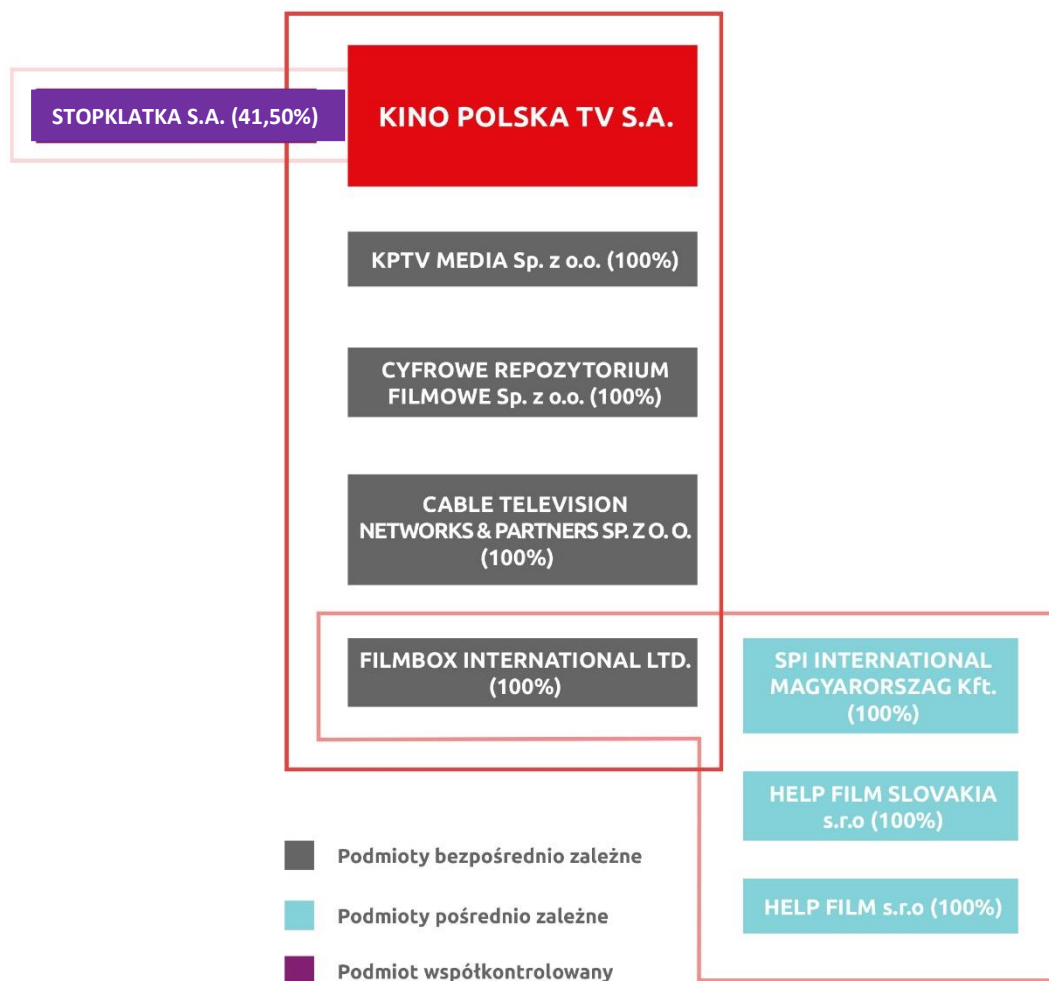 STOPKLATKA S.A. (41,50%)
KINO POLSKA TV S.A.
KPTV MEDIA Sp. z o.o. (100%)
CYFROWE REPOZYTORIUM
FILMOWE Sp. z o.o. (100%)
CABLE TELEVISION
NETWORKS & PARTNERS SP. Z O. O.
(100%)
FILMBOX INTERNATIONAL LTD.
(100%)
SPI INTERNATIONAL
MAGYARORSZAG Kft.
(100%)
HELP FILM SLOVAKIA
s.r.o (100%)
HELP FILM s.r.o (100%)
Podmioty bezpośrednio zależne
Podmioty pośrednio zależne
Podmiot współkontrolowany